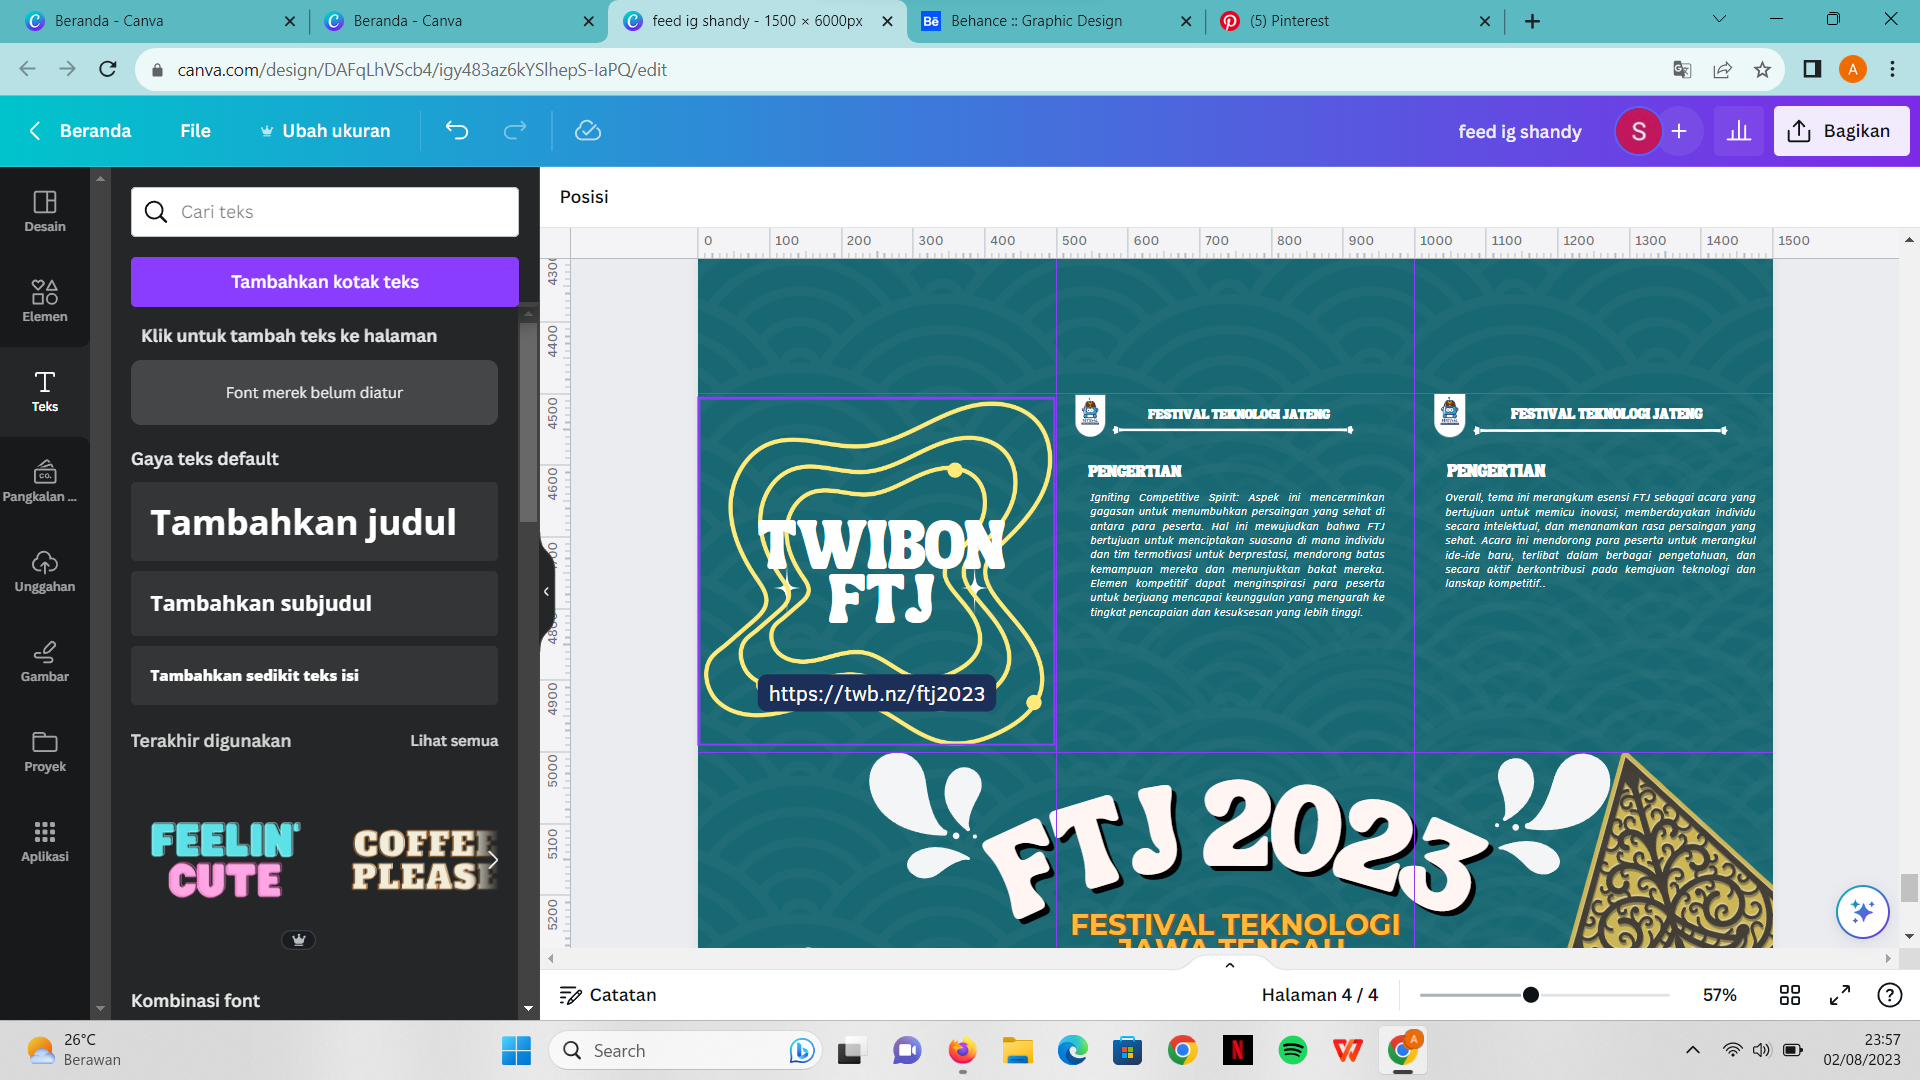 Beranda - Canva
Beranda - Canva
feed ig shandy - 1500 × 6000px
Bē
Behance :: Graphic Design
(5) Pinterest
canva.com/design/DAFqLhVScb4/igy483az6kYSlhepS-IaPQ/edit
A
Beranda
File
Ubah ukuran
feed ig shandy
S
Bagikan
Desain
Elemen
Teks
Pangkalan ...
Unggahan
Gambar
Proyek
Aplikasi
Cari teks
Tambahkan kotak teks
Klik untuk tambah teks ke halaman
Font merek belum diatur
Gaya teks default
Tambahkan judul
Tambahkan subjudul
Tambahkan sedikit teks isi
Terakhir digunakan
Lihat semua
FEELIN'
CUTE
COFFEE
PLEASE
Kombinasi font
Posisi
0 100 200 300 400 500 600 700 800 900 1000 1100 1200 1300 1400 1500
4300
4400
4500
4600
4700
4800
4900
5000
5100
5200
TWIBON
FTJ
https://twb.nz/ftj2023
FESTIVAL TEKNOLOGI JATENG
PENGERTIAN
Igniting Competitive Spirit: Aspek ini mencerminkan
gagasan untuk menumbuhkan persaingan yang sehat di
antara para peserta. Hal ini mewujudkan bahwa FTJ
bertujuan untuk menciptakan suasana di mana individu
dan tim termotivasi untuk berprestasi, mendorong batas
kemampuan mereka dan menunjukkan bakat mereka.
Elemen kompetitif dapat menginspirasi para peserta
untuk berjuang mencapai keunggulan yang mengarah ke
tingkat pencapaian dan kesuksesan yang lebih tinggi.
FESTIVAL TEKNOLOGI JATENG
PENGERTIAN
Overall, tema ini merangkum esensi FTJ sebagai acara yang
bertujuan untuk memicu inovasi, memberdayakan individu
secara intelektual, dan menanamkan rasa persaingan yang
sehat. Acara ini mendorong para peserta untuk merangkul
ide-ide baru, terlibat dalam berbagai pengetahuan, dan
secara aktif berkontribusi pada kemajuan teknologi dan
lanskap kompetitif..
FTJ 2023
FESTIVAL TEKNOLOGI
JAWA TENGAH
Catatan
Halaman 4 / 4
57%
26°C
Berawan
Search
23:57
02/08/2023